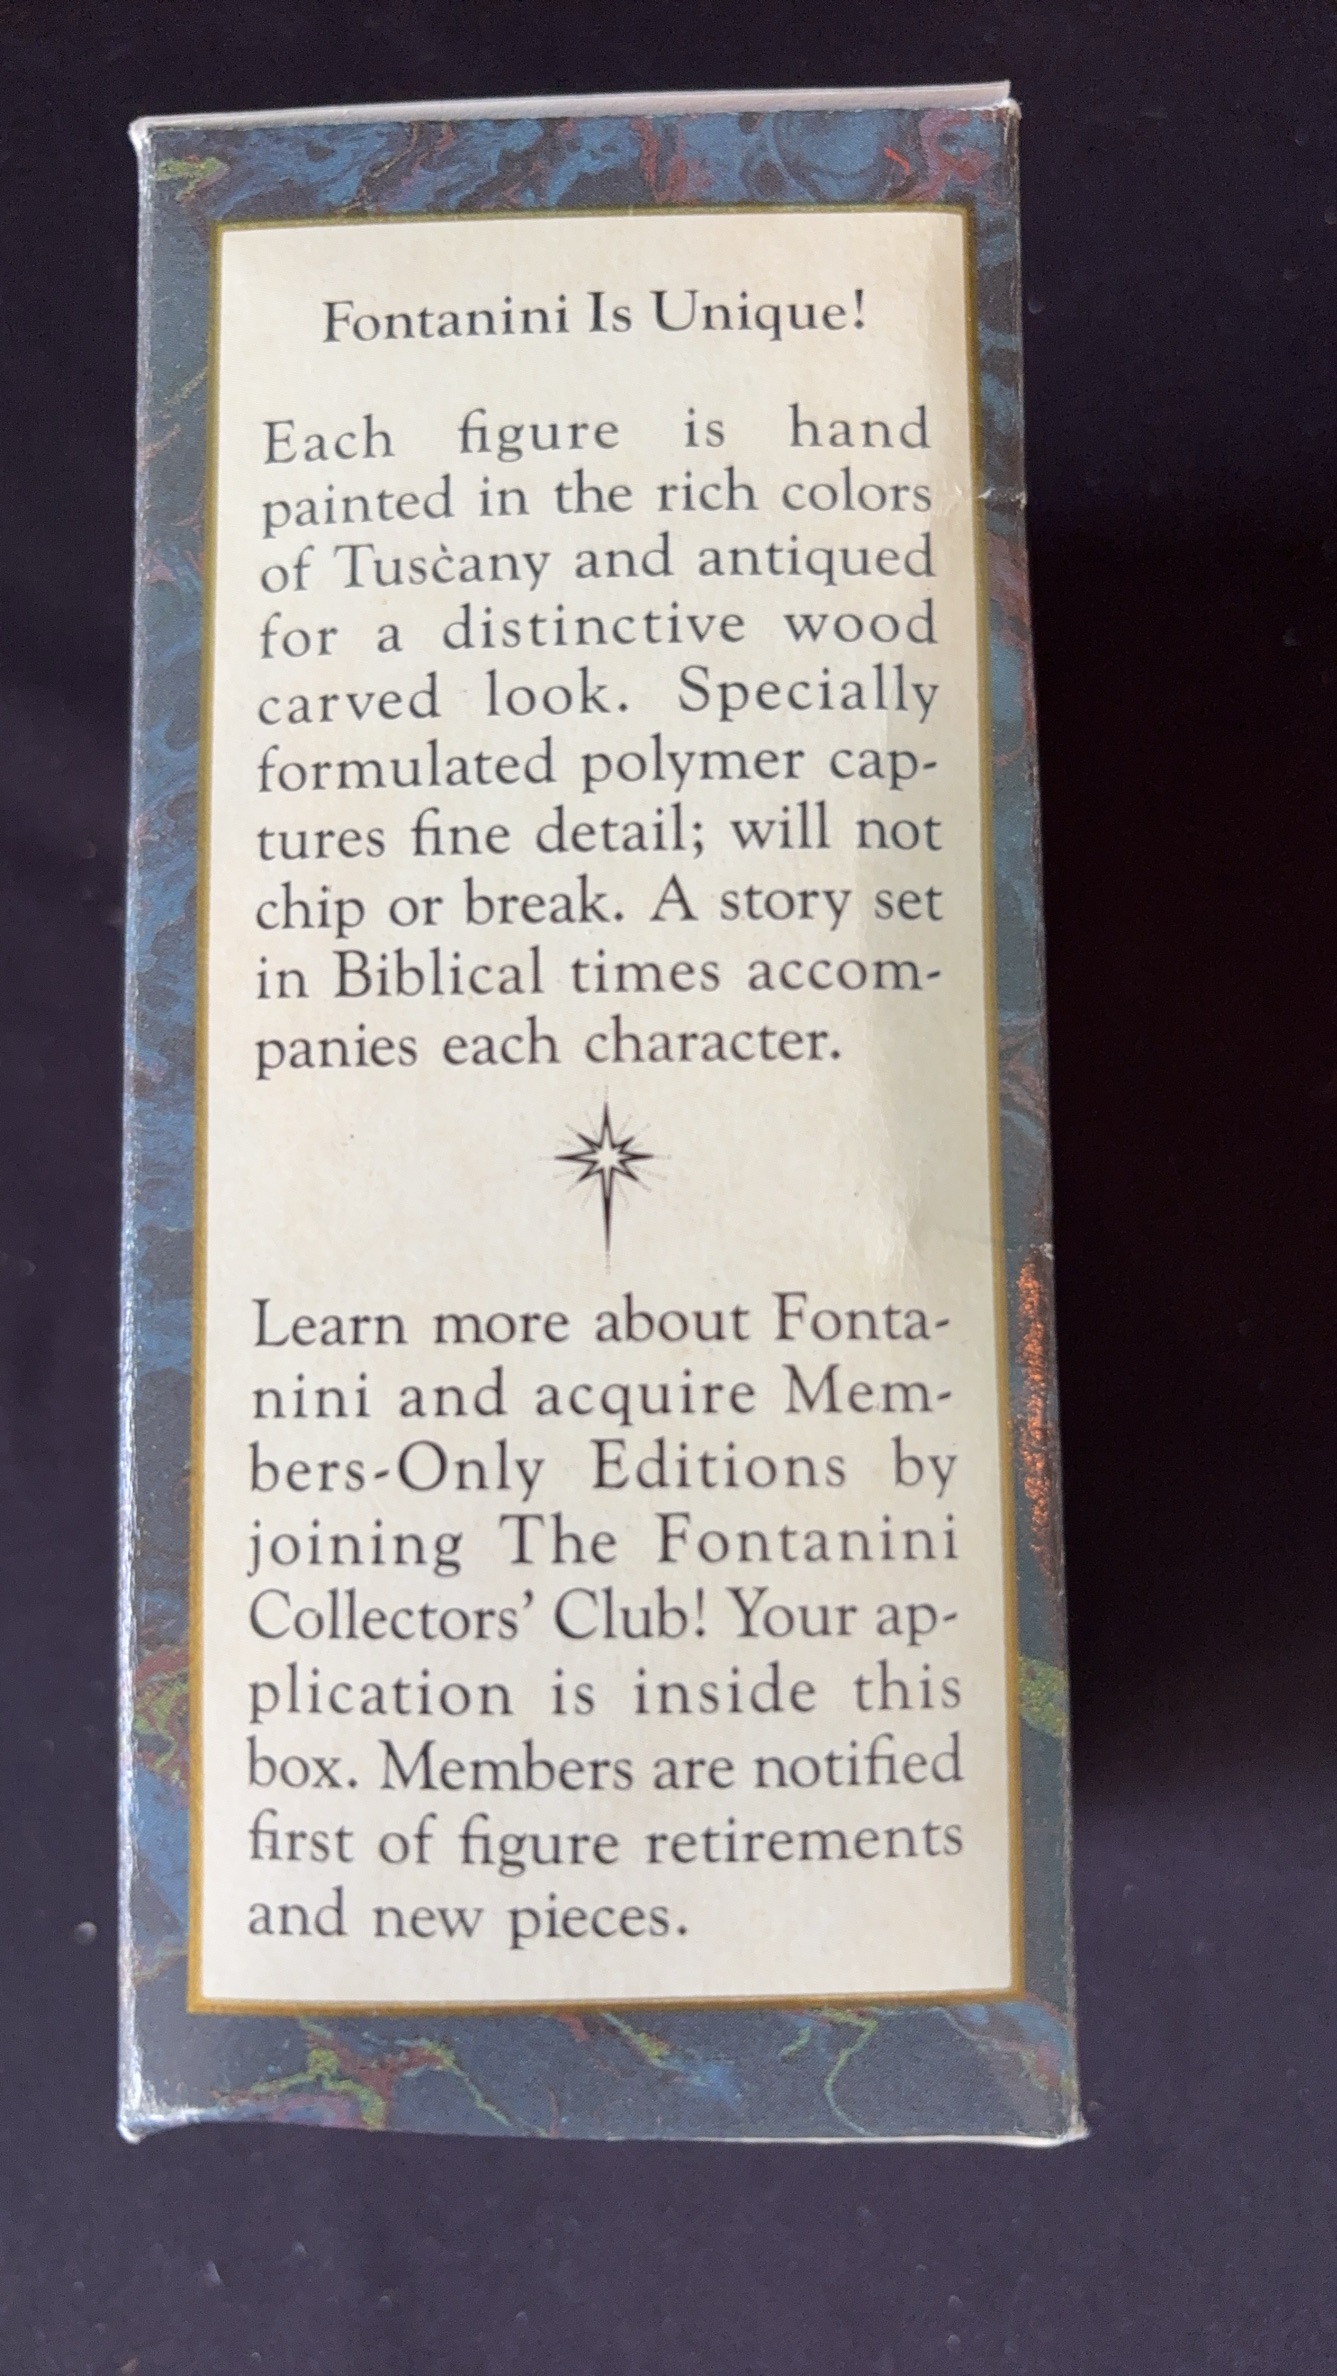 Fontanini Is Unique!
Each figure is hand
painted in the rich colors
of Tuscany and antiqued
for a distinctive wood
carved look. Specially
formulated polymer cap-
tures fine detail; will not
chip or break. A story set
in Biblical times accom-
panies each character.
Learn more about Fonta-
nini and acquire Mem-
bers-Only Editions by
joining The Fontanini
Collectors’ Club! Your ap-
plication is inside this
box. Members are notified
first of figure retirements
and new pieces.